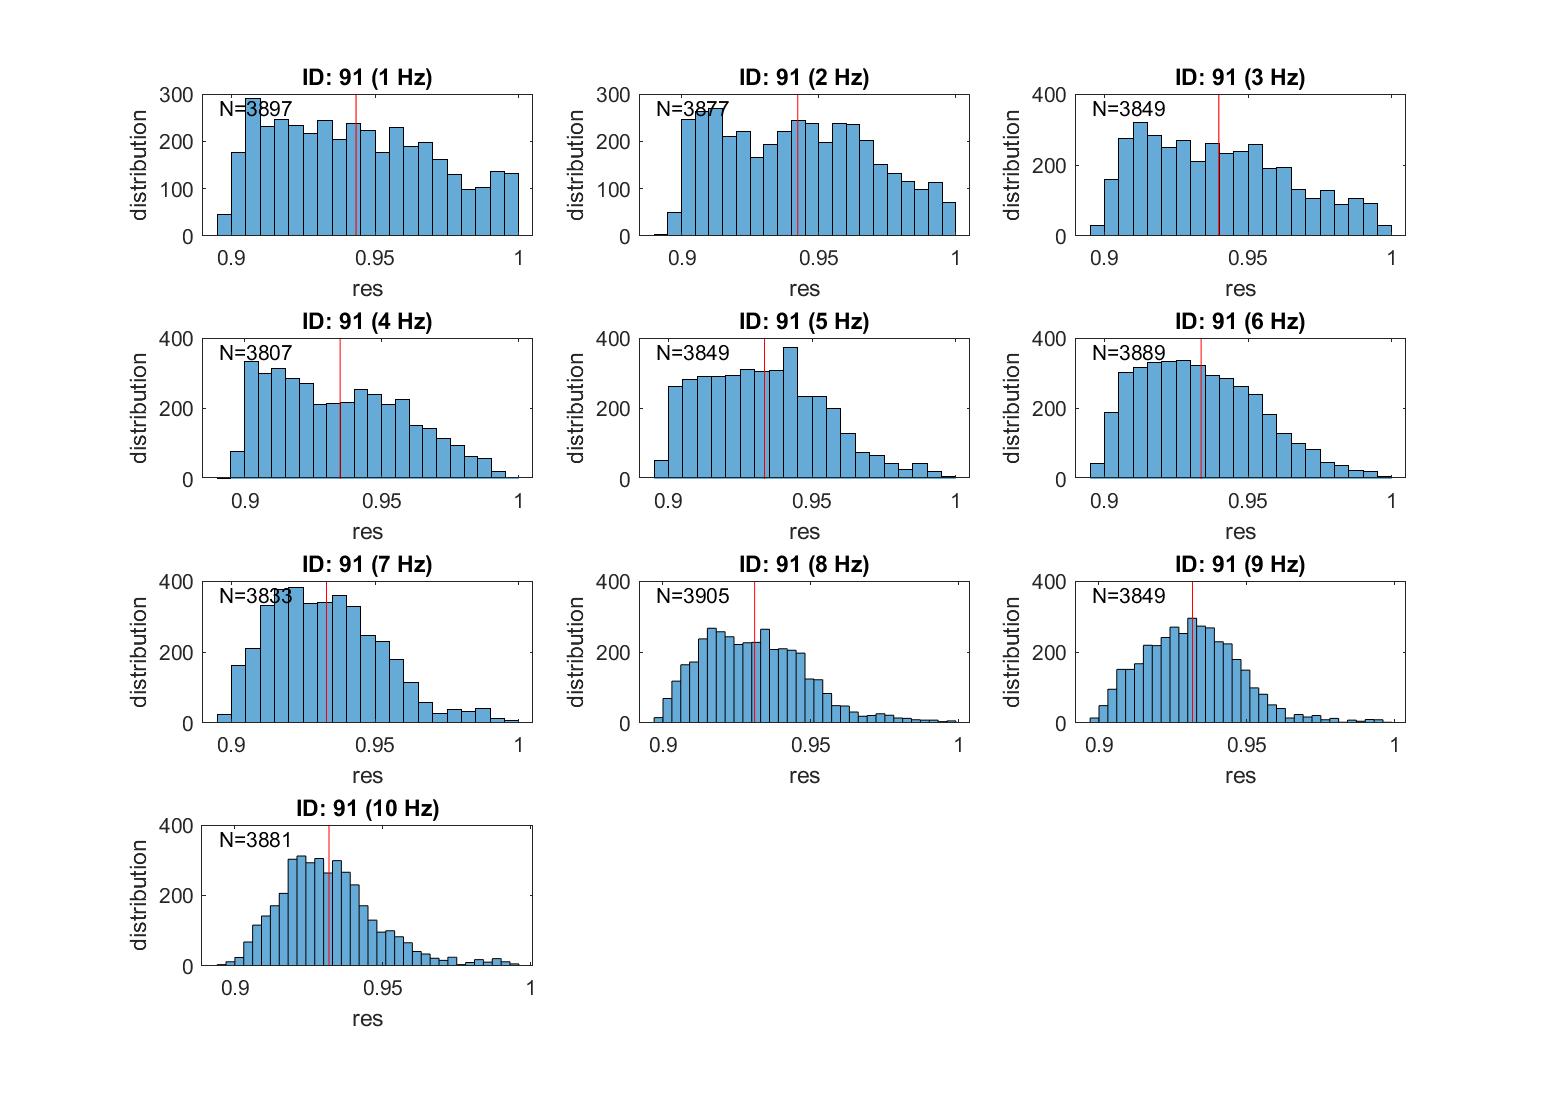 ID: 91 (1 Hz)
N=3897
300
200
100
0
distribution
0.9 0.95 1
res
ID: 91 (2 Hz)
N=3877
300
200
100
0
distribution
0.9 0.95 1
res
ID: 91 (3 Hz)
N=3849
400
200
0
distribution
0.9 0.95 1
res
ID: 91 (4 Hz)
N=3807
400
200
0
distribution
0.9 0.95 1
res
ID: 91 (5 Hz)
N=3849
400
200
0
distribution
0.9 0.95 1
res
ID: 91 (6 Hz)
N=3889
400
200
0
distribution
0.9 0.95 1
res
ID: 91 (7 Hz)
N=3833
400
200
0
distribution
0.9 0.95 1
res
ID: 91 (8 Hz)
N=3905
400
200
0
distribution
0.9 0.95 1
res
ID: 91 (9 Hz)
N=3849
400
200
0
distribution
0.9 0.95 1
res
ID: 91 (10 Hz)
N=3881
400
200
0
distribution
0.9 0.95 1
res